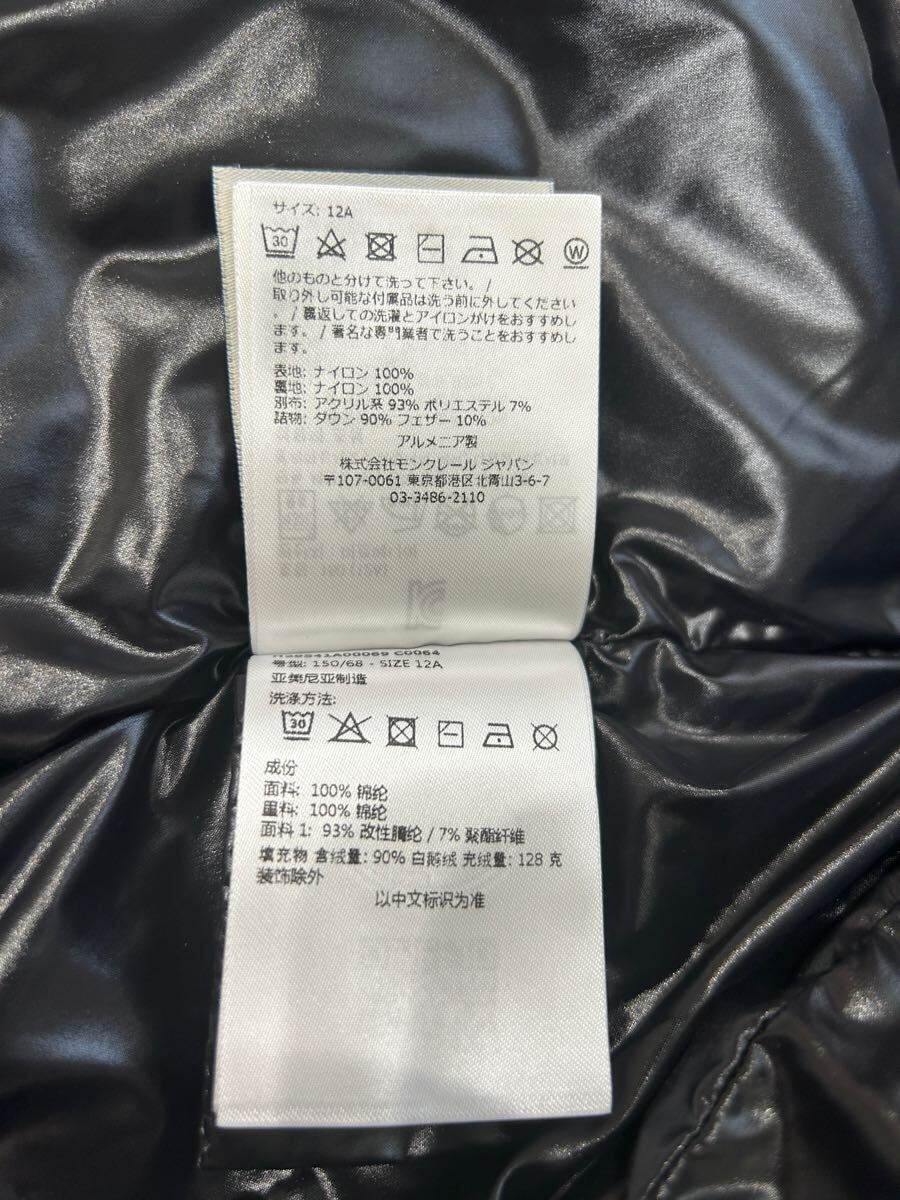 サイズ: 12A
30
W
他のものと分けて洗って下さい。/
取り外し可能な付属品は洗う前に外してください
。/ 裏返しての洗濯とアイロンがけをおすすめし
ます。/ 著名な専門業者で洗うことをおすすめし
ます。
表地: ナイロン 100%
裏地: ナイロン 100%
別布: アクリル系 93% ポリエステル 7%
詰物: ダウン 90% フェザー 10%
アルメニア製
株式会社モンクレール ジャパン
〒107-0061 東京都港区北青山3-6-7
03-3486-2110
C0064
号型: 150/68 - SIZE 12A
亚美尼亚制造
洗涤方法:
30
成份
面料: 100% 锦纶
里料: 100% 锦纶
面料 1: 93% 改性腈纶 / 7% 聚酯纤维
填充物 含绒量: 90% 白鹅绒 充绒量: 128 克
装饰除外
以中文标识为准